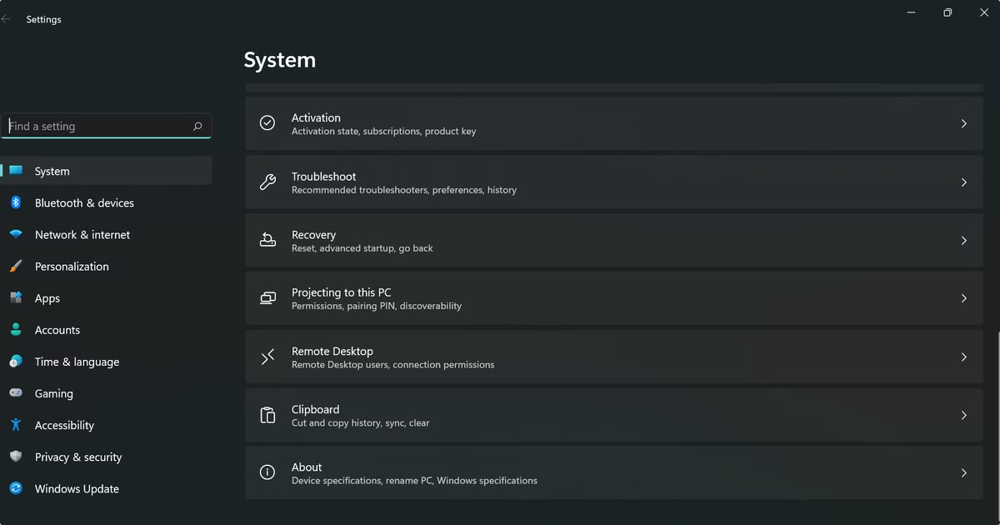 Settings
System
Find a setting
System
Bluetooth & devices
Network & internet
Personalization
Apps
Accounts
Time & language
Gaming
Accessibility
Privacy & security
Windows Update
Activation
Activation state, subscriptions, product key
Troubleshoot
Recommended troubleshooters, preferences, history
Recovery
Reset, advanced startup, go back
Projecting to this PC
Permissions, pairing PIN, discoverability
Remote Desktop
Remote Desktop users, connection permissions
Clipboard
Cut and copy history, sync, clear
About
Device specifications, rename PC, Windows specifications